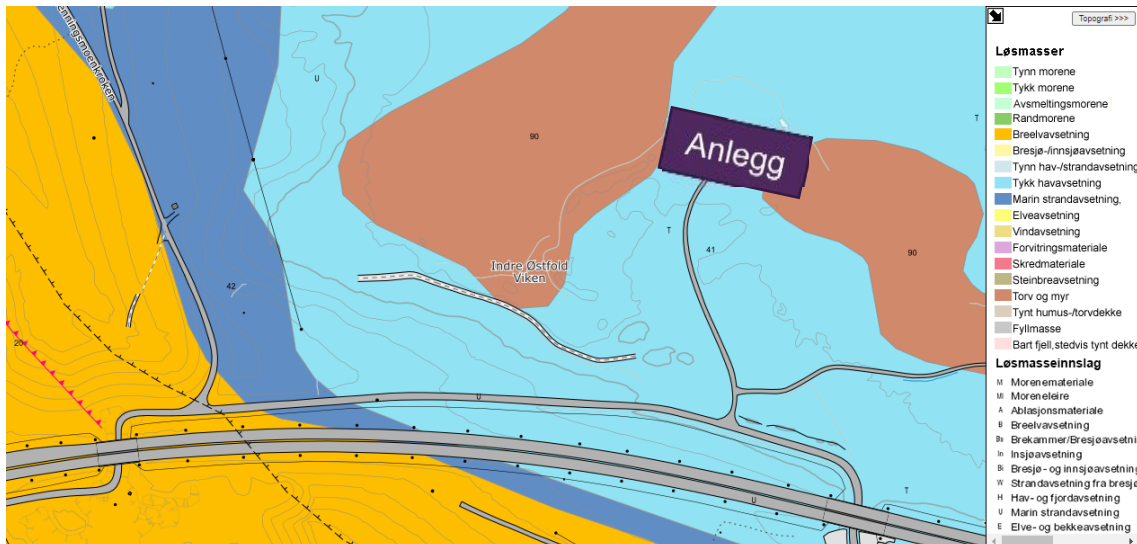 enningsmoenkroken
U
T
90
Anlegg
T
41
90
Indre Østfold
Viken
42
20
U
U
T
Topografi >>>
Løsmasser
Tynn morene
Tykk morene
Avsmeltingsmorene
Randmorene
Breelvavsetning
Bresjø-/innsjøavsetning
Tynn hav-/strandavsetning
Tykk havavsetning
Marin strandavsetning,
Elveavsetning
Vindavsetning
Forvitringsmateriale
Skredmateriale
Steinbreavsetning
Torv og myr
Tynt humus-/torvdekke
Fyllmasse
Bart fjell,stedvis tynt dekke
Løsmasseinnslag
M Morenemateriale
Ml Moreneleire
A Ablasjonsmateriale
B Breelvavsetning
Bb Brekammer/Bresjøavsetni
In Insjøavsetning
Bi Bresjø- og innsjøavsetning
W Strandavsetning fra bresjø
H Hav- og fjordavsetning
U Marin strandavsetning
E Elve- og bekkeavsetning